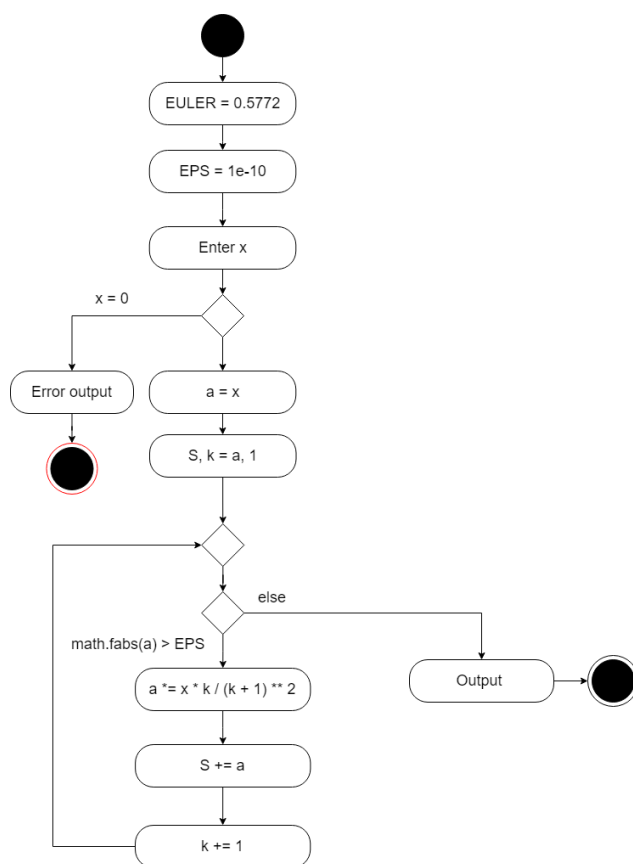 EULER = 0.5772
EPS = 1e-10
Enter x
x = 0
Error output
a = x
S, k = a, 1
else
math.fabs(a) > EPS
a *= x * k / (k + 1) ** 2
Output
S += a
k += 1